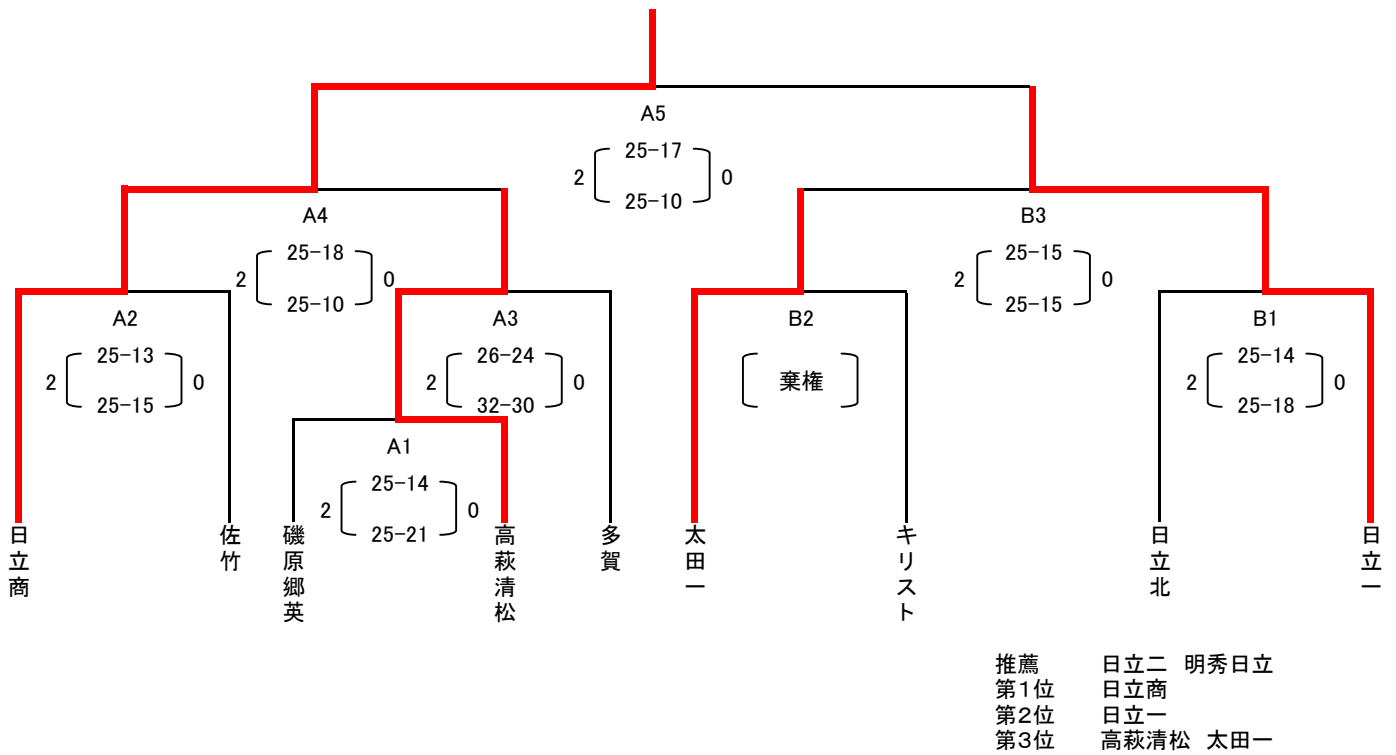 A5
25-17
2 0
25-10
A4
25-18
2 0
25-10
B3
25-15
2 0
25-15
A2
25-13
2 0
25-15
A3
26-24
2 0
32-30
B2
棄権
B1
25-14
2 0
25-18
A1
25-14
2 0
25-21
日立商
佐竹
磯原郷英
高萩清松
多賀
太田一
キリスト
日立北
日立一
推薦 日立二 明秀日立
第1位 日立商
第2位 日立一
第3位 高萩清松 太田一